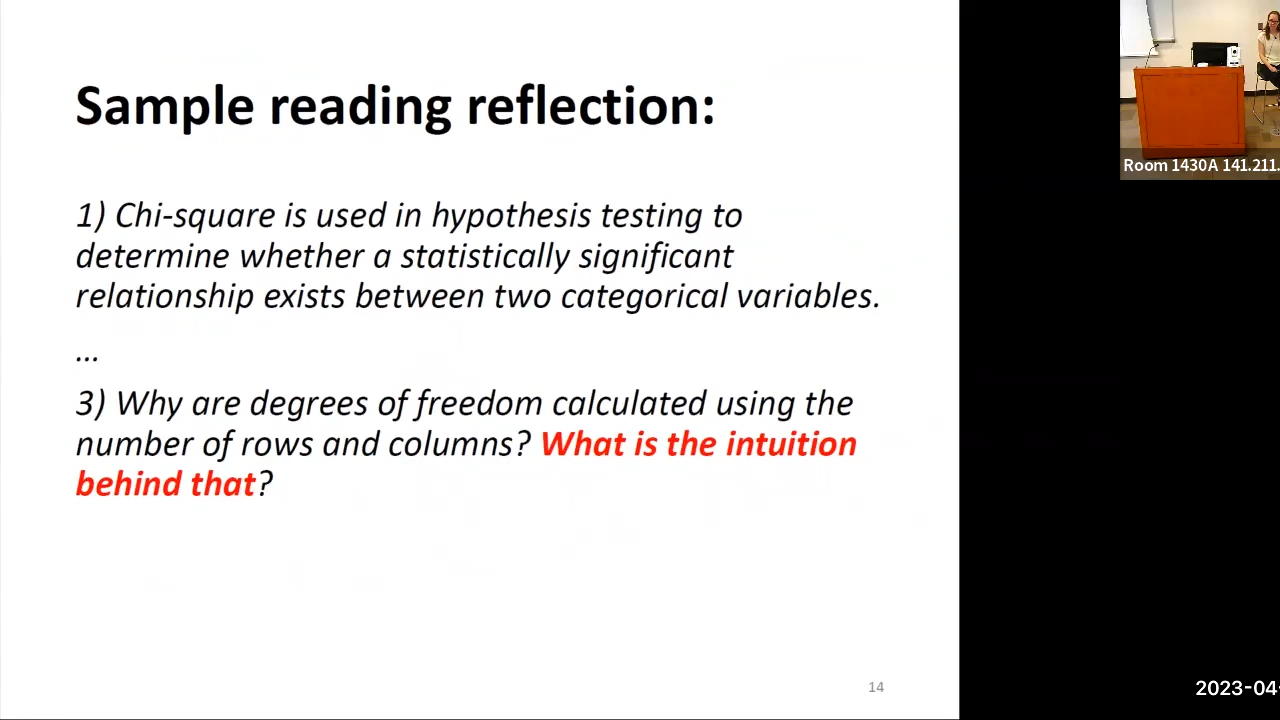 Sample reading reflection:
1) Chi-square is used in hypothesis testing to
determine whether a statistically significant
relationship exists between two categorical variables.
...
3) Why are degrees of freedom calculated using the
number of rows and columns? What is the intuition
behind that?
14
Room 1430A 141.211.
2023-04-